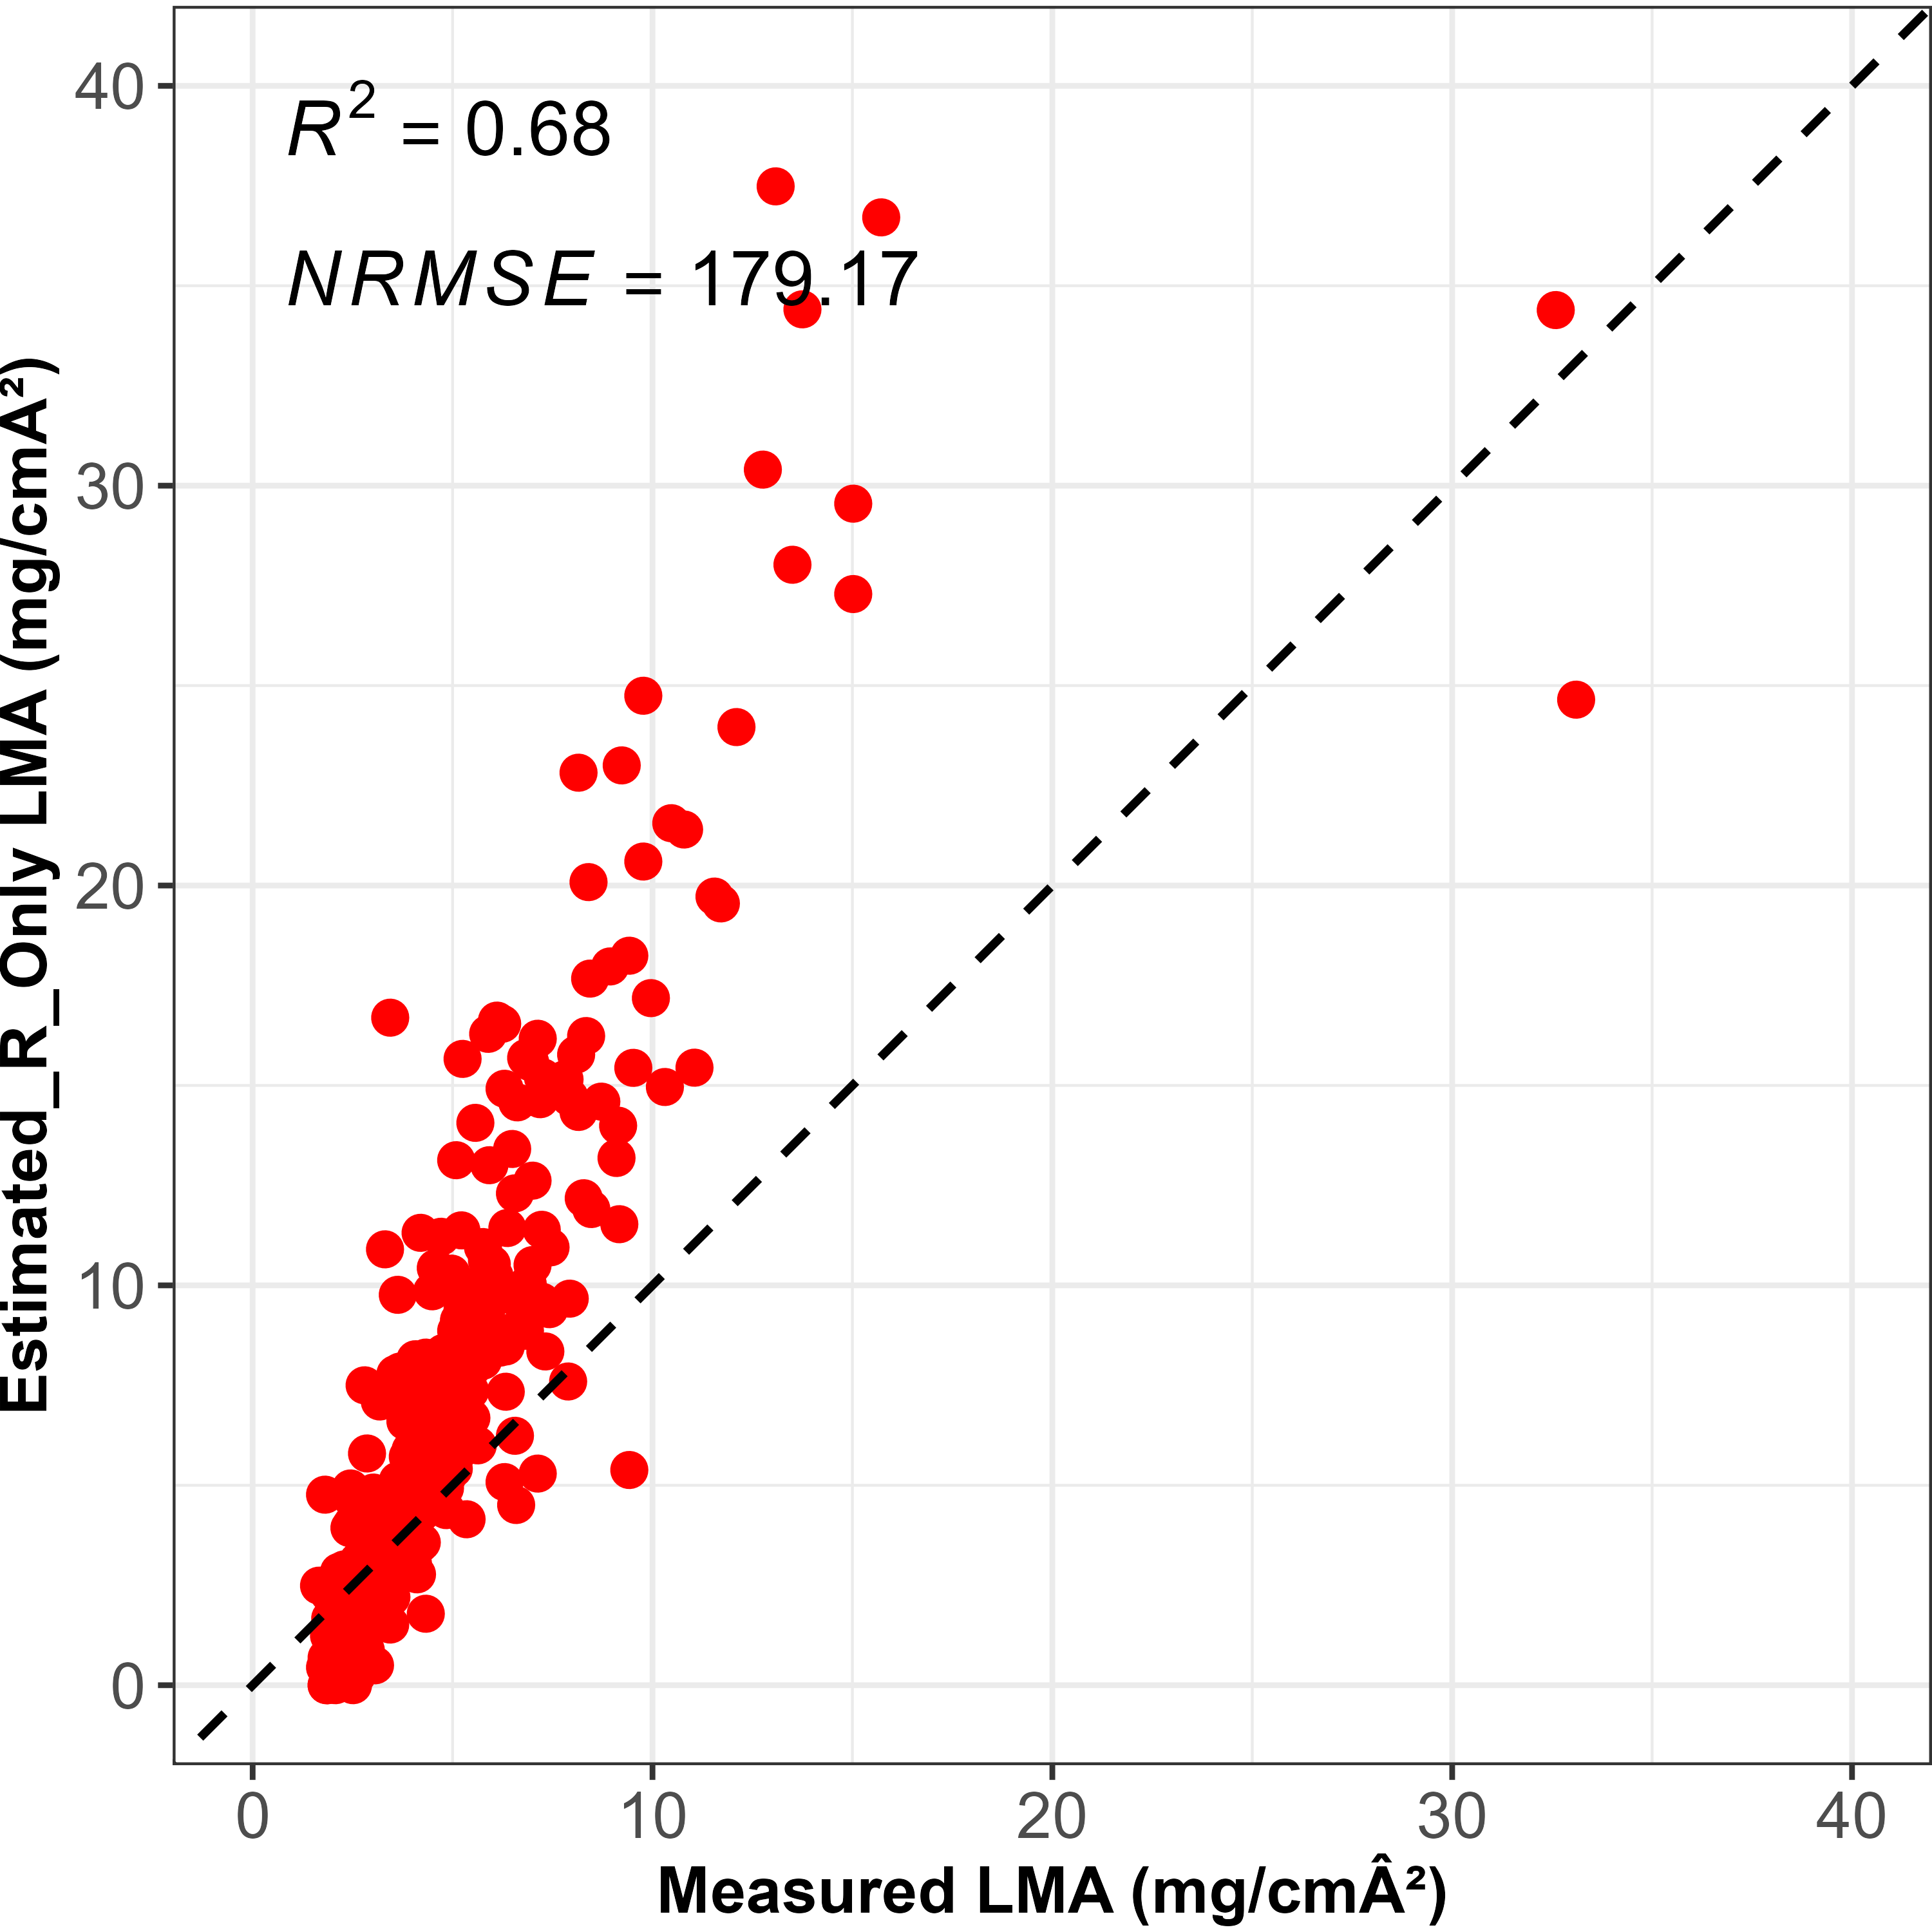 R² = 0.68
NRMSE = 179.17
Estimated_R_Only LMA (mg/cmÂ²)
40
30
20
10
0
0 10 20 30 40
Measured LMA (mg/cmÂ²)